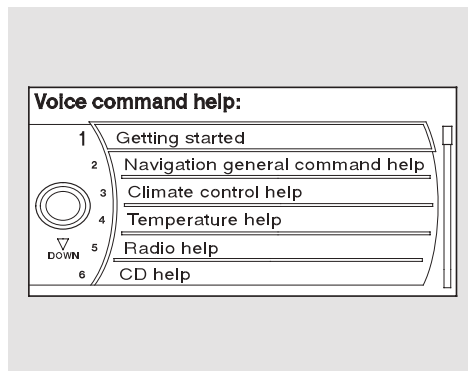 Voice command help:
1 Getting started
2 Navigation general command help
3 Climate control help
4 Temperature help
DOWN 5 Radio help
6 CD help